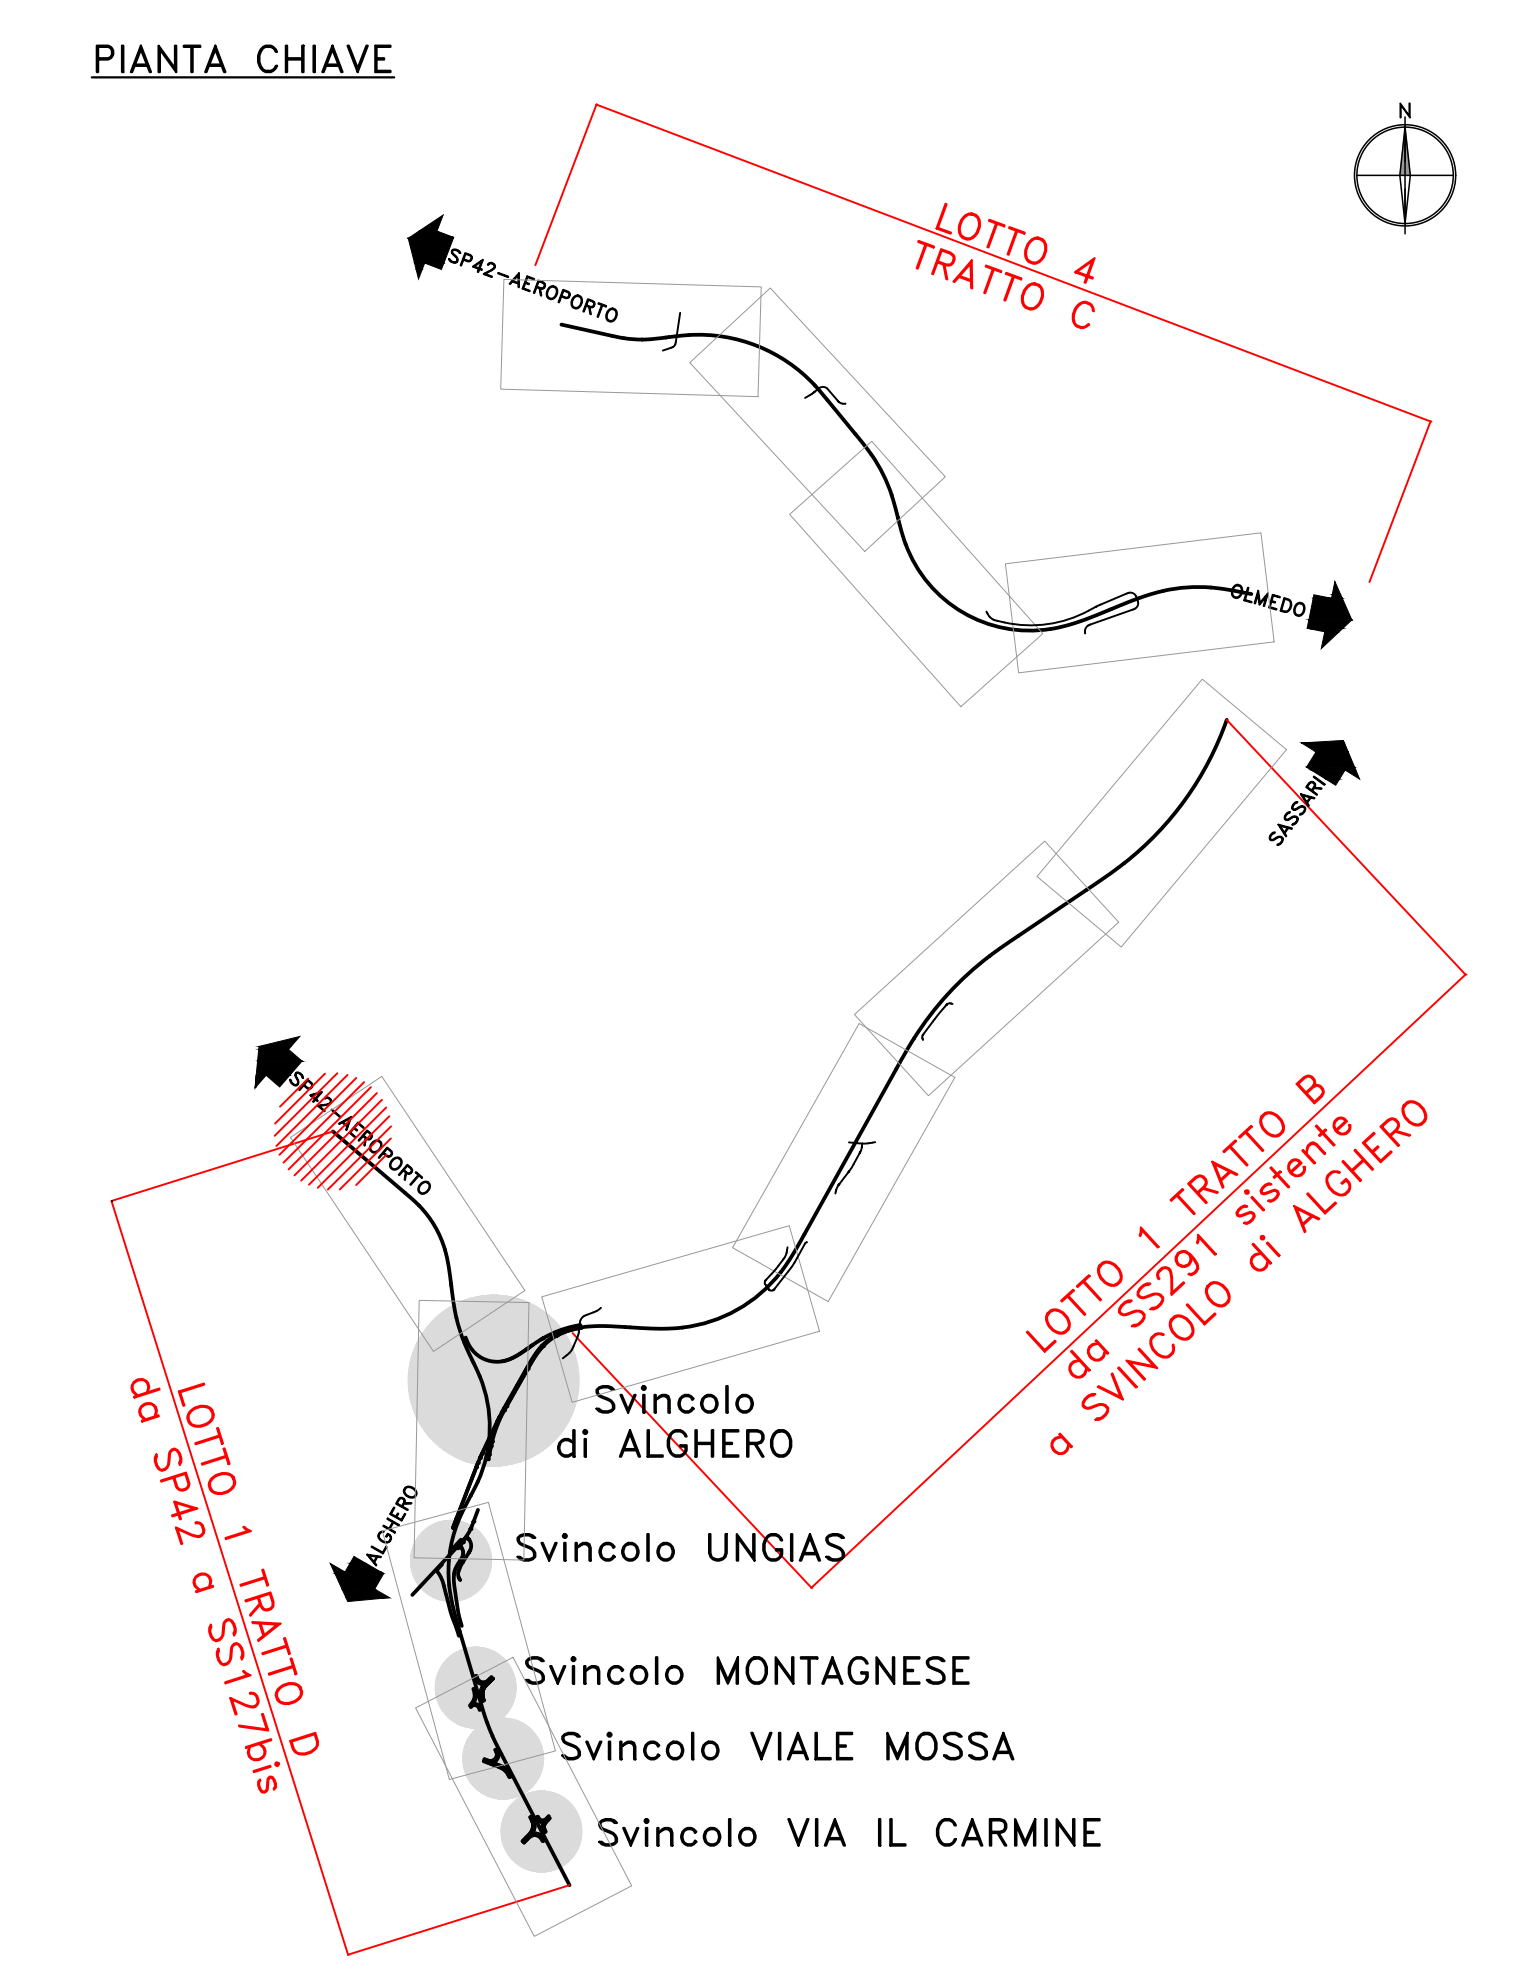 PIANTA CHIAVE
N
LOTTO 4
TRATTO C
SP42-AEROPORTO
OLMEDO
SASSARI
SP42-AEROPORTO
LOTTO 1 TRATTO B
da SS291 sistente
a SVINCOLO di ALGHERO
Svincolo
di ALGHERO
LOTTO 1 TRATTO D
da SP42 a SS127bis
ALGHERO
Svincolo UNGIAS
Svincolo MONTAGNESE
Svincolo VIALE MOSSA
Svincolo VIA IL CARMINE